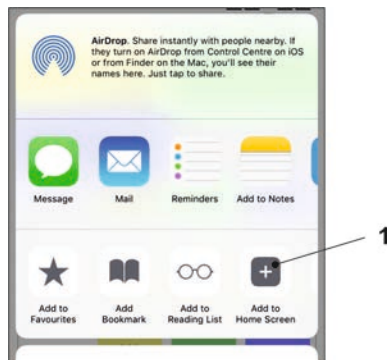 AirDrop. Share instantly with people nearby. If
they turn on AirDrop from Control Centre on iOS
or from Finder on the Mac, you'll see their
names here. Just tap to share.
Message Mail Reminders Add to Notes
1
Add to Add Add to Add to
Favourites Bookmark Reading List Home Screen